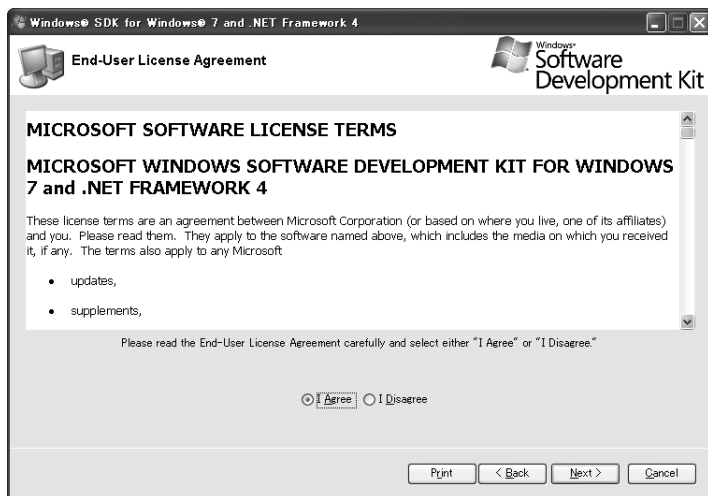 Windows® SDK for Windows® 7 and .NET Framework 4
End-User License Agreement
Windows®
Software
Development Kit
MICROSOFT SOFTWARE LICENSE TERMS
MICROSOFT WINDOWS SOFTWARE DEVELOPMENT KIT FOR WINDOWS
7 and .NET FRAMEWORK 4
These license terms are an agreement between Microsoft Corporation (or based on where you live, one of its affiliates)
and you. Please read them. They apply to the software named above, which includes the media on which you received
it, if any. The terms also apply to any Microsoft
• updates,
• supplements,
Please read the End-User License Agreement carefully and select either "I Agree" or "I Disagree."
I Agree I Disagree
Print < Back Next > Cancel